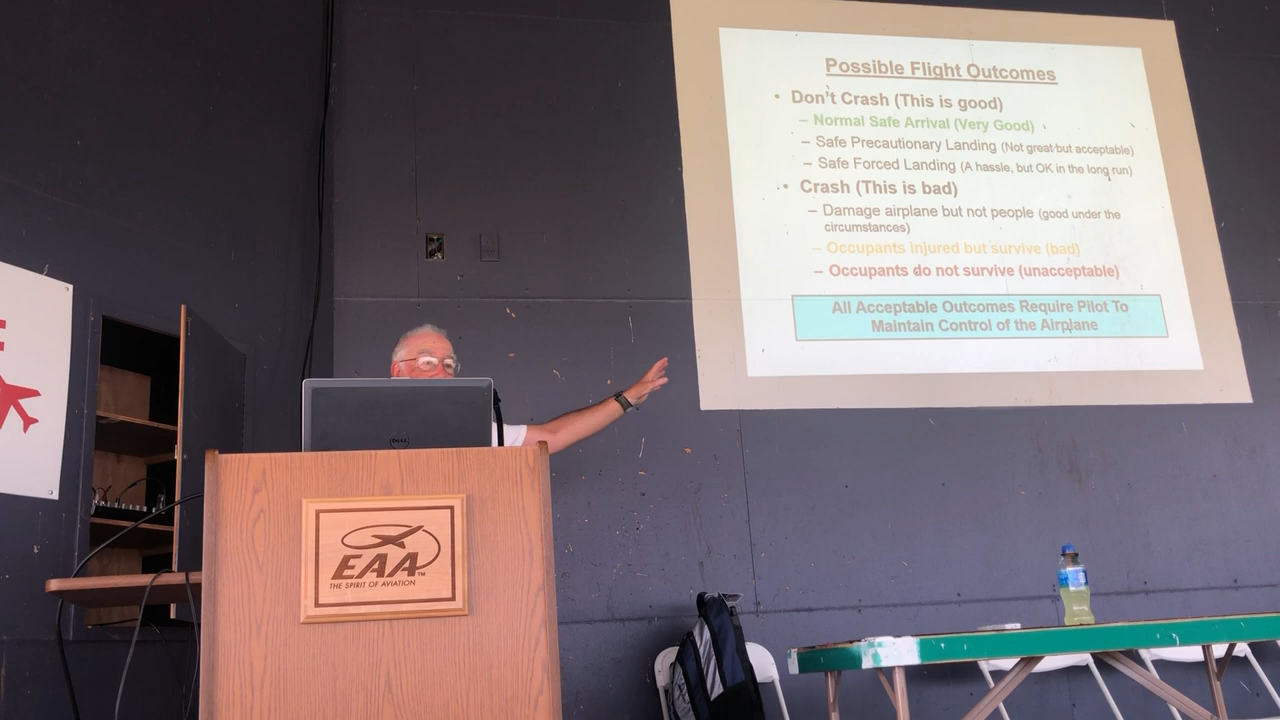 Possible Flight Outcomes
• Don't Crash (This is good)
– Normal Safe Arrival (Very Good)
– Safe Precautionary Landing (Not great but acceptable)
– Safe Forced Landing (A hassle, but OK in the long run)
• Crash (This is bad)
– Damage airplane but not people (good under the
circumstances)
– Occupants injured but survive (bad)
– Occupants do not survive (unacceptable)
All Acceptable Outcomes Require Pilot To
Maintain Control of the Airplane
DELL
EAA™
THE SPIRIT OF AVIATION